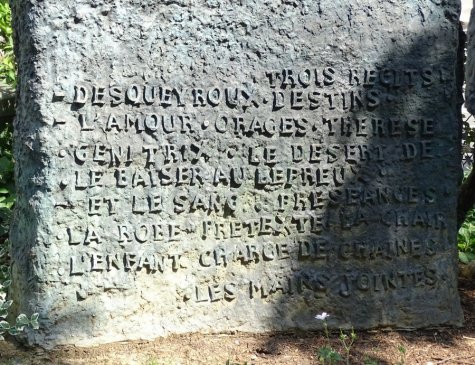 TROIS RECITS
- DESQUEYROUX · DESTINS ·
- L'AMOUR · ORAGES · THERESE
· GENITRIX · LE DESERT DE
· LE BAISER AU LEPREUX
- ET LE SANG · PRESEANCES ·
LA ROBE - PRETEXTE · LA CHAIR
· L'ENFANT CHARGE DE CHAINES
· LES MAINS JOINTES ·